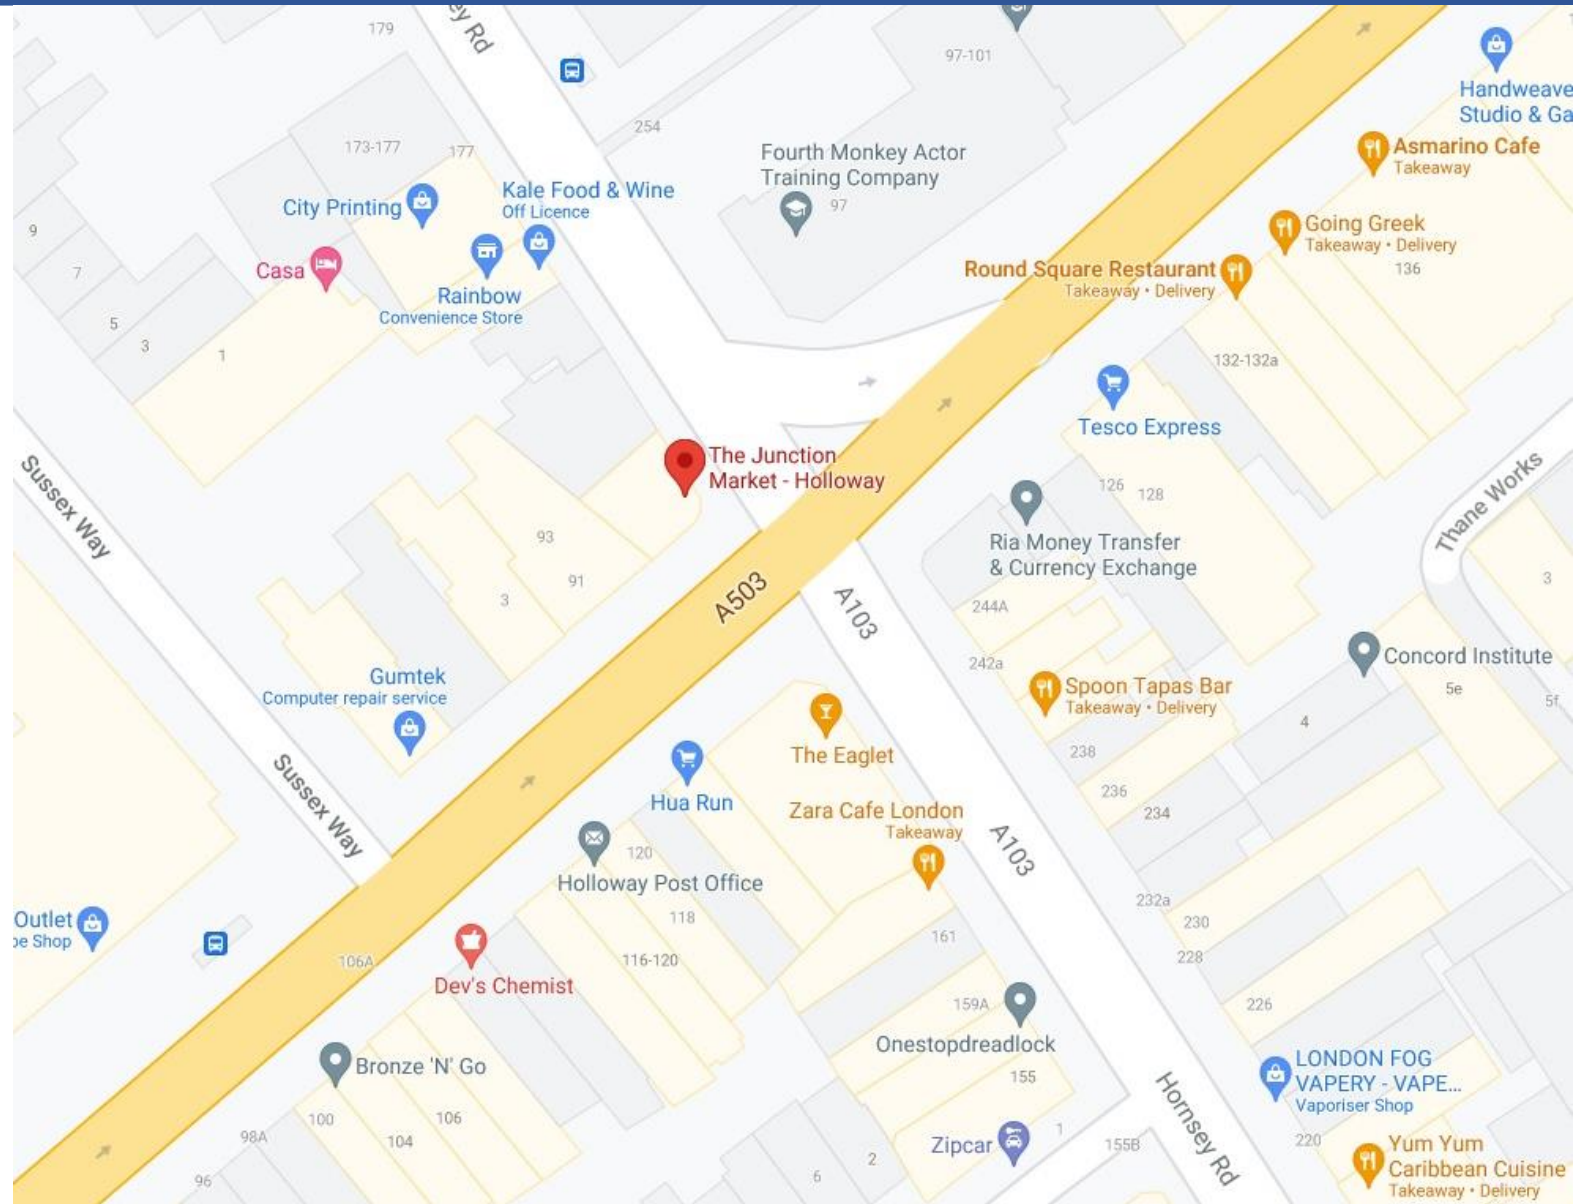 179
ey Rd
97-101
Handweave
Studio & Ga
254
173-177
177
Fourth Monkey Actor
Training Company
97
Asmarino Cafe
Takeaway
City Printing
Kale Food & Wine
Off Licence
9
7
Casa
Going Greek
Takeaway • Delivery
136
Round Square Restaurant
Takeaway • Delivery
Rainbow
Convenience Store
5
3
1
132-132a
Tesco Express
The Junction
Market - Holloway
Sussex Way
126
128
Thane Works
93
91
3
Ria Money Transfer
& Currency Exchange
3
A503
A103
244A
242a
Gumtek
Computer repair service
Spoon Tapas Bar
Takeaway • Delivery
Concord Institute
5e
5f
4
238
The Eaglet
Sussex Way
Hua Run
236
234
Zara Cafe London
Takeaway
A103
120
Holloway Post Office
118
232a
230
228
Outlet
pe Shop
106A
116-120
161
Dev's Chemist
159A
226
Onestopdreadlock
Bronze 'N' Go
155
LONDON FOG
VAPERY - VAPE...
Vaporiser Shop
Hornsey Rd
100
106
104
98A
96
Zipcar
1
155B
220
2
6
Yum Yum
Caribbean Cuisine
Takeaway • Delivery